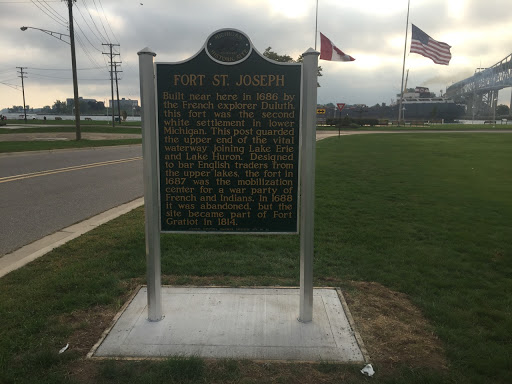 FORT ST. JOSEPH
Built near here in 1686 by
the French explorer Duluth,
this fort was the second
white settlement in lower
Michigan. This post guarded
the upper end of the vital
waterway joining Lake Erie
and Lake Huron. Designed
to bar English traders from
the upper lakes, the fort in
1687 was the mobilization
center for a war party of
French and Indians. In 1688
it was abandoned, but the
site became part of Fort
Gratiot in 1814.